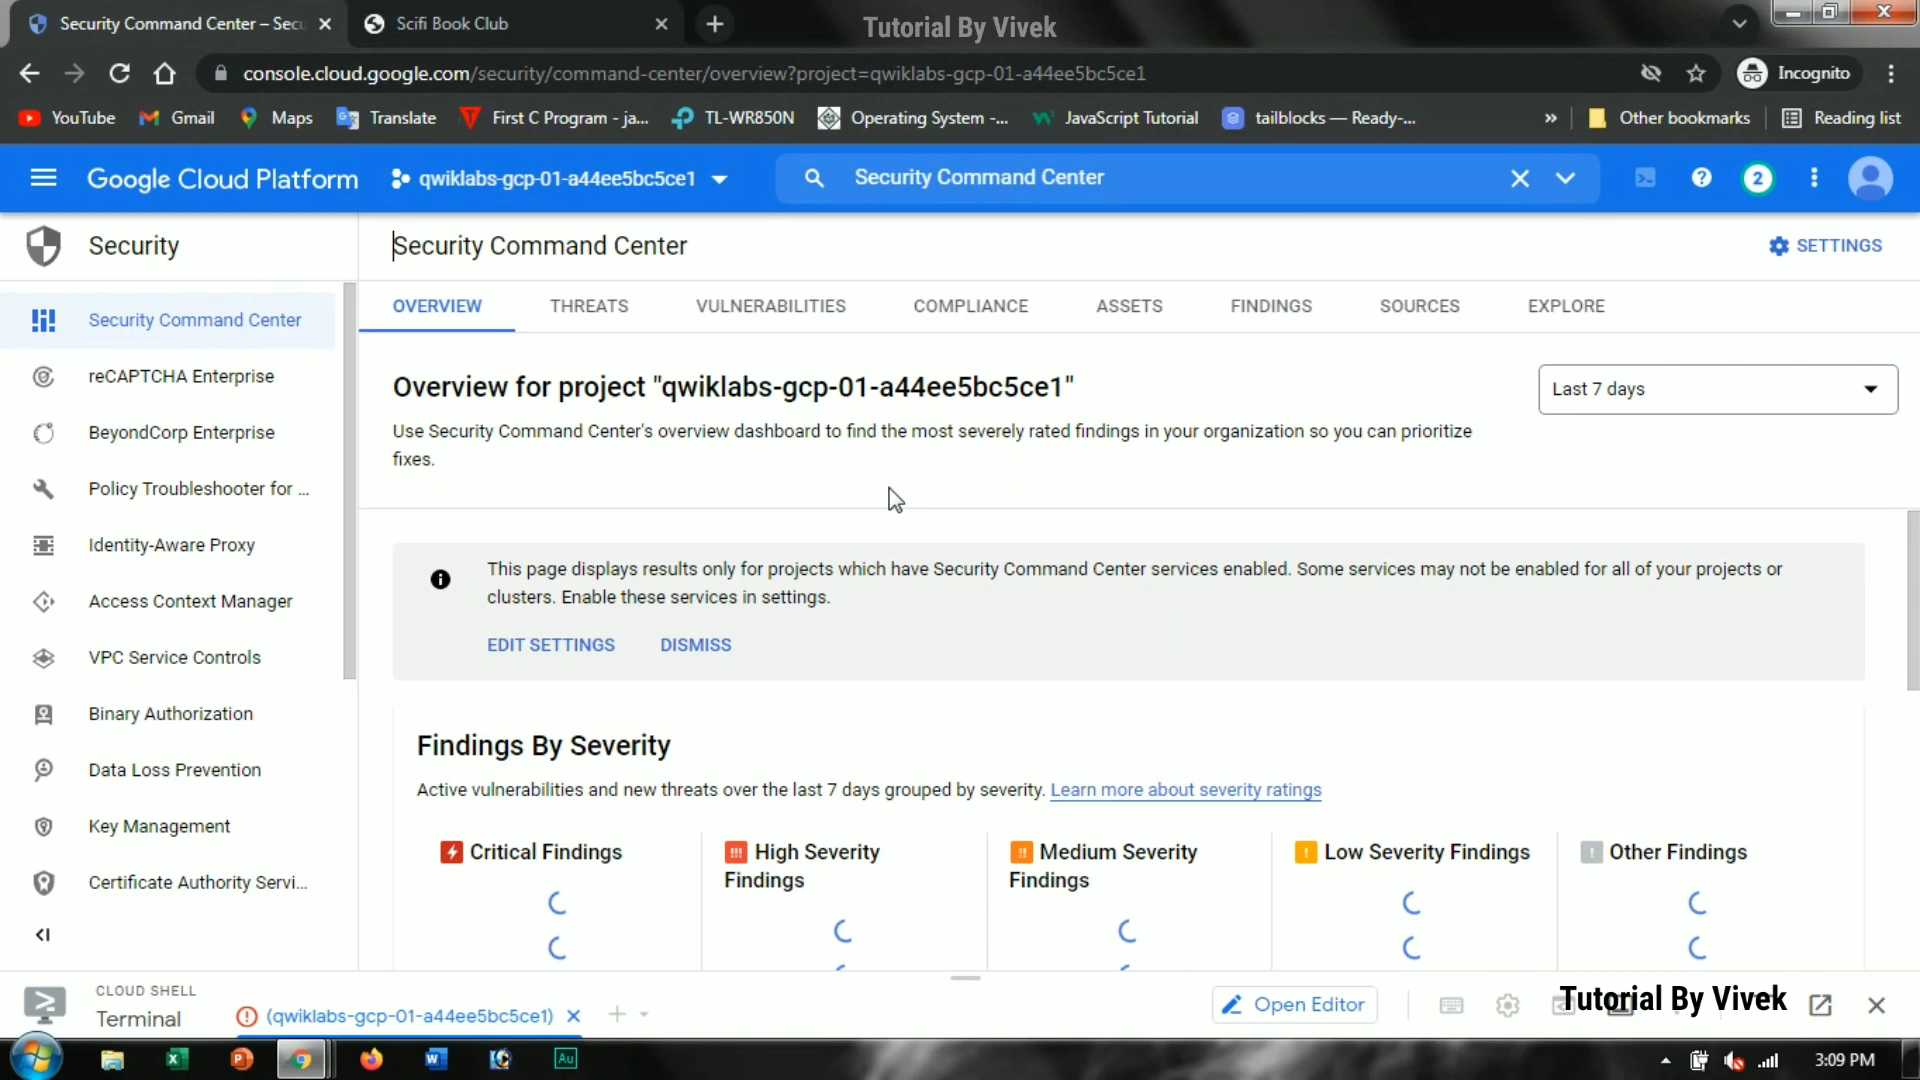 Security Command Center – Secu
Scifi Book Club
Tutorial By Vivek
console.cloud.google.com/security/command-center/overview?project=qwiklabs-gcp-01-a44ee5bc5ce1
Incognito
YouTube
Gmail
Maps
Translate
First C Program - ja...
TL-WR850N
Operating System -...
JavaScript Tutorial
tailblocks — Ready-...
»
Other bookmarks
Reading list
Google Cloud Platform
qwiklabs-gcp-01-a44ee5bc5ce1
Security Command Center
2
Security
Security Command Center
SETTINGS
Security Command Center
reCAPTCHA Enterprise
BeyondCorp Enterprise
Policy Troubleshooter for ...
Identity-Aware Proxy
Access Context Manager
VPC Service Controls
Binary Authorization
Data Loss Prevention
Key Management
Certificate Authority Servi...
OVERVIEW
THREATS
VULNERABILITIES
COMPLIANCE
ASSETS
FINDINGS
SOURCES
EXPLORE
Overview for project "qwiklabs-gcp-01-a44ee5bc5ce1"
Last 7 days
Use Security Command Center's overview dashboard to find the most severely rated findings in your organization so you can prioritize
fixes.
This page displays results only for projects which have Security Command Center services enabled. Some services may not be enabled for all of your projects or
clusters. Enable these services in settings.
EDIT SETTINGS
DISMISS
Findings By Severity
Active vulnerabilities and new threats over the last 7 days grouped by severity. Learn more about severity ratings
Critical Findings
High Severity
Findings
Medium Severity
Findings
Low Severity Findings
Other Findings
CLOUD SHELL
Terminal
(qwiklabs-gcp-01-a44ee5bc5ce1)
Open Editor
Tutorial By Vivek
Au
3:09 PM